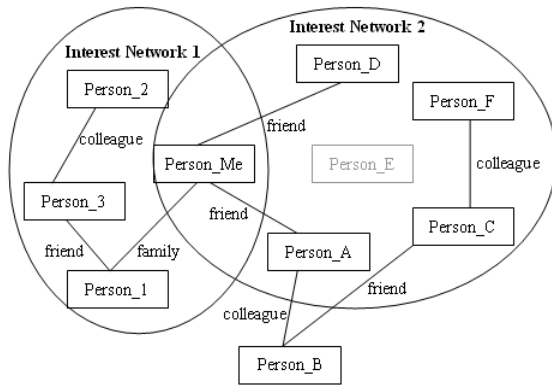 Interest Network 1
Interest Network 2
Person_2
Person_D
Person_F
colleague
friend
Person_Me
Person_E
colleague
Person_3
friend
Person_C
friend
family
Person_A
Person_1
colleague
friend
Person_B